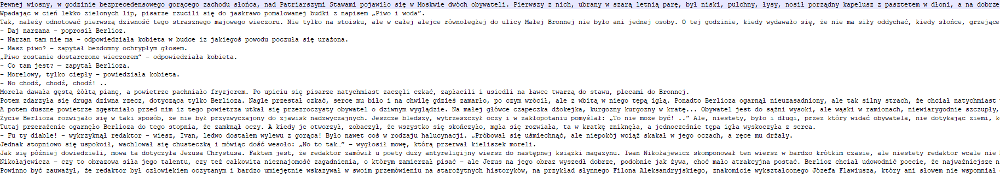 Pewnej wiosny, w godzinie bezprecedensowego gorącego zachodu słońca, nad Patriarszymi Stawami pojawiło się w Moskwie dwóch obywateli. Pierwszy z nich, ubrany w szarą letnią parę, był niski, pulchny, łysy, nosił porządny kapelusz z pasztetem w dłoni, a na dobrze
Wpadając w cień lekko zielonych lip, pisarze rzucili się do jaskrawo pomalowanej budki z napisem „Piwo i woda”.
Tak, należy odnotować pierwszą dziwność tego strasznego majowego wieczoru. Nie tylko na stoisku, ale w całej alejce równoległej do ulicy Małej Bronnej nie było ani jednej osoby. O tej godzinie, kiedy wydawało się, że nie ma siły oddychać, kiedy słońce, grzejące
– Daj narzana – poprosił Berlioz.
– Narzan tam nie ma – odpowiedziała kobieta w budce iz jakiegoś powodu poczuła się urażona.
– Masz piwo? – zapytał bezdomny ochrypłym głosem.
„Piwo zostanie dostarczone wieczorem” – odpowiedziała kobieta.
– Co tam jest? — zapytał Berlioza.
– Morelowy, tylko ciepły – powiedziała kobieta.
– No chodź, chodź, chodź! ..
Morela dawała gęstą żółtą pianę, a powietrze pachniało fryzjerem. Po upiciu się pisarze natychmiast zaczęli czkać, zapłacili i usiedli na ławce twarzą do stawu, plecami do Bronnej.
Potem zdarzyła się druga dziwna rzecz, dotycząca tylko Berlioza. Nagle przestał czkać, serce mu biło i na chwilę gdzieś zamarło, po czym wrócił, ale z wbitą w niego tępą igłą. Ponadto Berlioza ogarnął nieuzasadniony, ale tak silny strach, że chciał natychmiast
A potem duszne powietrze zgęstniało przed nim iz tego powietrza utkał się przezroczysty obywatel o dziwnym wyglądzie. Na małej główce czapeczka dżokejka, kurgozny kurgozny w kratę... Obywatel jest do sążni wysoki, ale wąski w ramionach, niewiarygodnie szczupły,
Życie Berlioza rozwijało się w taki sposób, że nie był przyzwyczajony do zjawisk nadzwyczajnych. Jeszcze bledszy, wytrzeszczył oczy i w zakłopotaniu pomyślał: „To nie może być! ..” Ale, niestety, było i długi, przez który widać obywatela, nie dotykając ziemi,
Tutaj przerażenie ogarnęło Berlioza do tego stopnia, że zamknął oczy. A kiedy je otworzył, zobaczył, że wszystko się skończyło, mgła się rozwiała, ta w kratkę zniknęła, a jednocześnie tępa igła wyskoczyła z serca.
– Fu ty diable! – wykrzyknął redaktor – wiesz, Ivan, ledwo dostałem wylewu z gorąca! Było nawet coś w rodzaju halucynacji. „Próbował się uśmiechnąć, ale niepokój wciąż skakał w jego oczach, a ręce mu drżały.
Jednak stopniowo się uspokoił, wachlował się chusteczką i mówiąc dość wesoło: „No to tak…” – wygłosił mowę, którą przerwał kieliszek moreli.
Jak się później dowiedzieli, mowa ta dotyczyła Jezusa Chrystusa. Faktem jest, że redaktor zamówił u poety duży antyreligijny wiersz do następnej książki magazynu. Iwan Nikołajewicz skomponował ten wiersz w bardzo krótkim czasie, ale niestety redaktor wcale nie
Nikołajewicza – czy to obrazowa siła jego talentu, czy też całkowita nieznajomość zagadnienia, o którym zamierzał pisać – ale Jezus na jego obraz wyszedł dobrze, podobnie jak żywa, choć mało atrakcyjna postać. Berlioz chciał udowodnić poecie, że najważniejsze
Powinno być zauważył, że redaktor był człowiekiem oczytanym i bardzo umiejętnie wskazywał w swoim przemówieniu na starożytnych historyków, na przykład słynnego Filona Aleksandryjskiego, znakomicie wykształconego Józefa Flawiusza, który ani słowem nie wspomniał